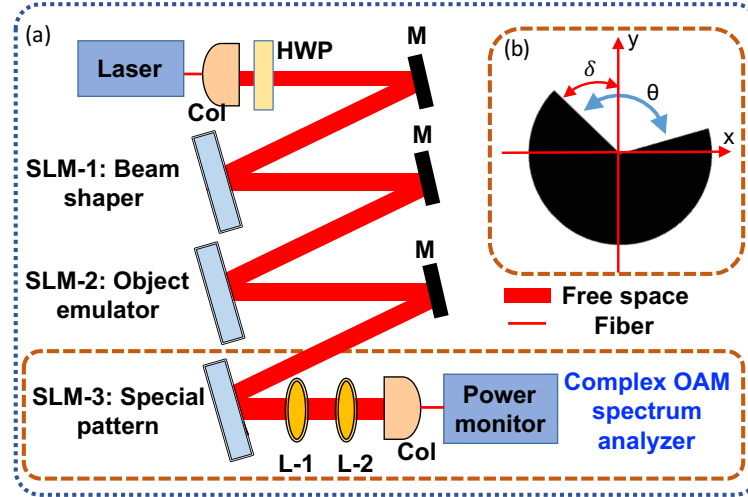 (a)
Laser
Col
HWP
M
SLM-1: Beam
shaper
M
SLM-2: Object
emulator
M
SLM-3: Special
pattern
L-1
L-2
Col
Power
monitor
Complex OAM
spectrum
analyzer
(b)
y
δ
θ
x
Free space
Fiber